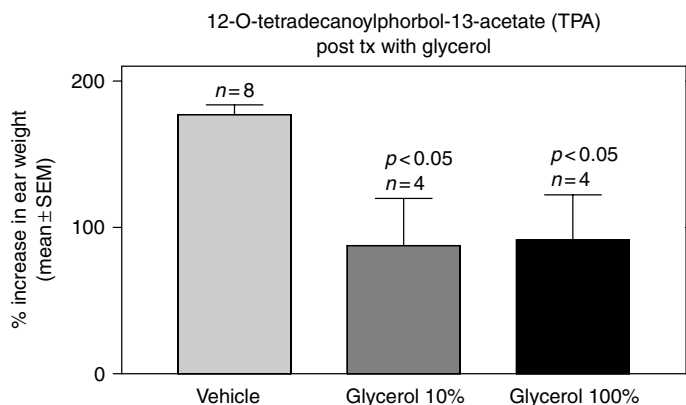 12-O-tetradecanoylphorbol-13-acetate (TPA)
post tx with glycerol
% increase in ear weight
(mean±SEM)
200
100
0
n=8
p<0.05
n=4
p<0.05
n=4
Vehicle
Glycerol 10%
Glycerol 100%